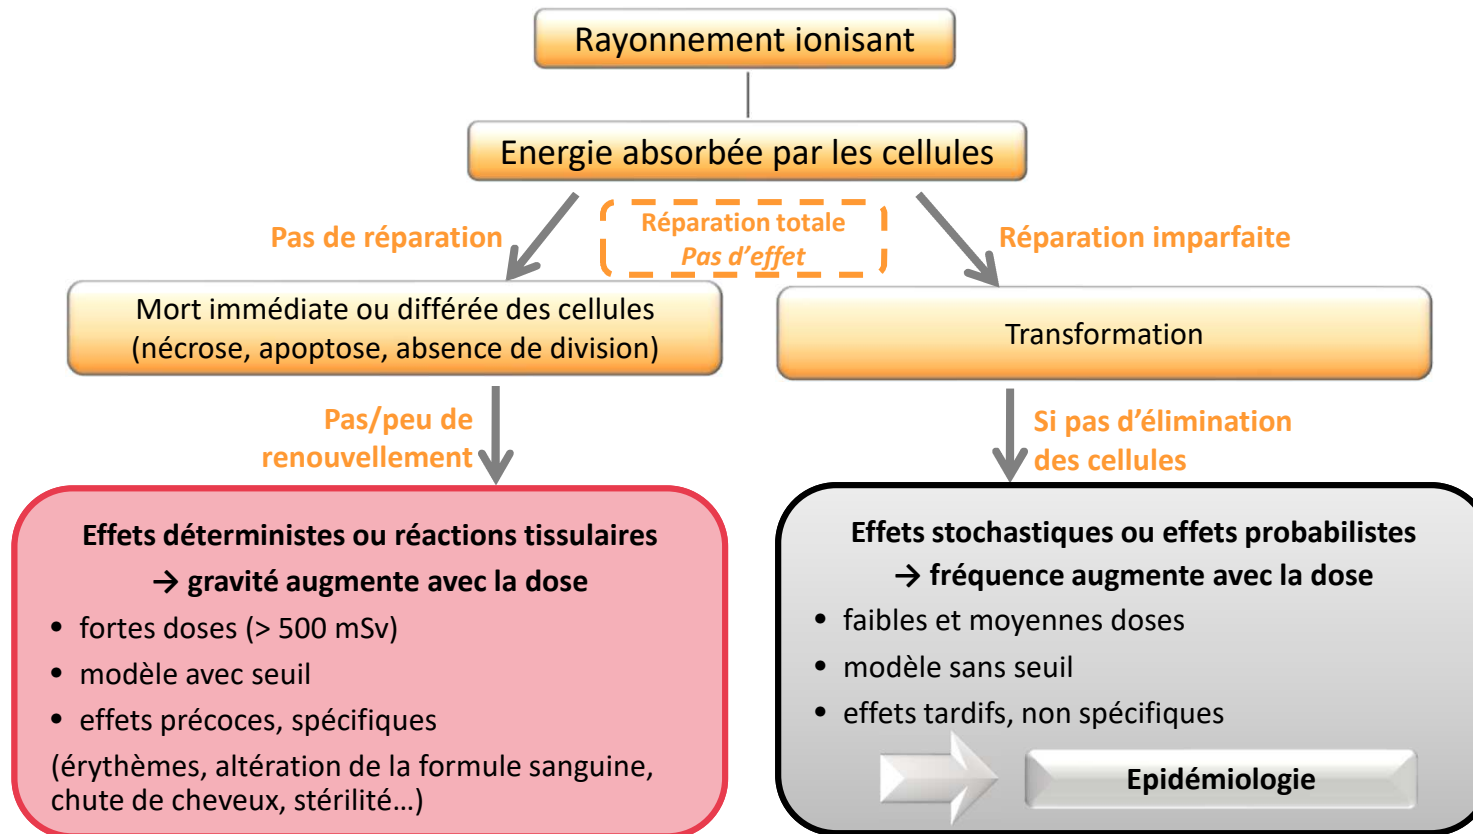 Rayonnement ionisant
Energie absorbée par les cellules
Pas de réparation
Réparation totale
Pas d'effet
Réparation imparfaite
Mort immédiate ou différée des cellules
(nécrose, apoptose, absence de division)
Transformation
Pas/peu de
renouvellement
Si pas d'élimination
des cellules
Effets déterministes ou réactions tissulaires
→ gravité augmente avec la dose
• fortes doses (> 500 mSv)
• modèle avec seuil
• effets précoces, spécifiques
(érythèmes, altération de la formule sanguine,
chute de cheveux, stérilité…)
Effets stochastiques ou effets probabilistes
→ fréquence augmente avec la dose
• faibles et moyennes doses
• modèle sans seuil
• effets tardifs, non spécifiques
Epidémiologie